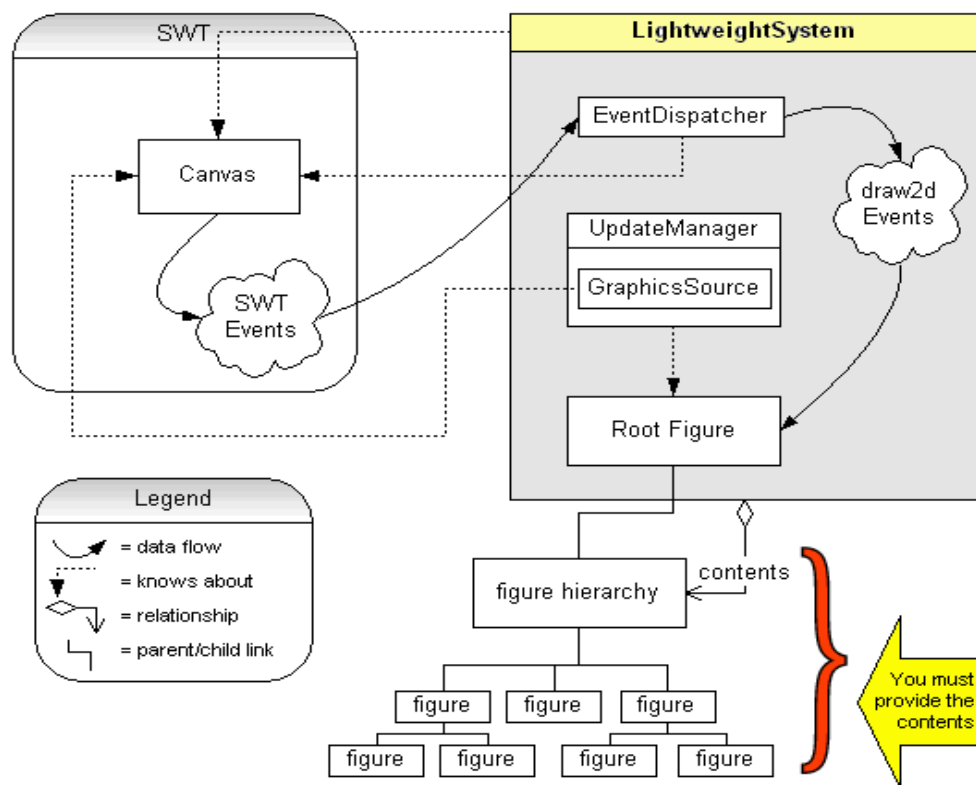 SWT
LightweightSystem
EventDispatcher
Canvas
draw2d
Events
UpdateManager
GraphicsSource
SWT
Events
Root Figure
Legend
= data flow
= knows about
= relationship
= parent/child link
contents
figure hierarchy
You must
provide the
contents
figure
figure
figure
figure
figure
figure
figure